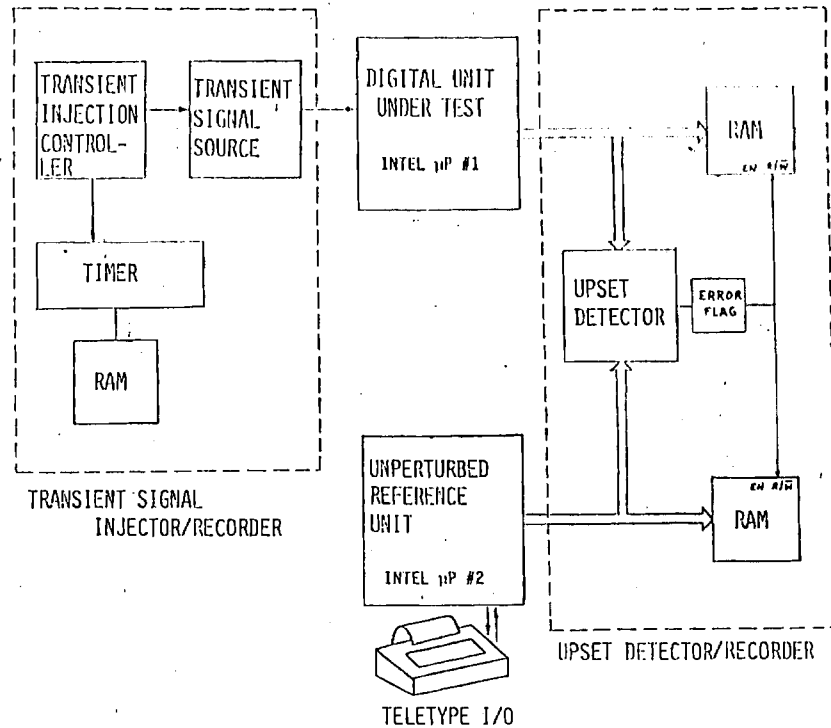 TRANSIENT
INJECTION
CONTROL-
LER
TRANSIENT
SIGNAL
SOURCE
TIMER
RAM
TRANSIENT SIGNAL
INJECTOR/RECORDER
DIGITAL UNIT
UNDER TEST
INTEL µP #1
UNPERTURBED
REFERENCE
UNIT
INTEL µP #2
TELETYPE I/O
RAM
EN R/W̅
UPSET
DETECTOR
ERROR
FLAG
EN R/W̅
RAM
UPSET DETECTOR/RECORDER